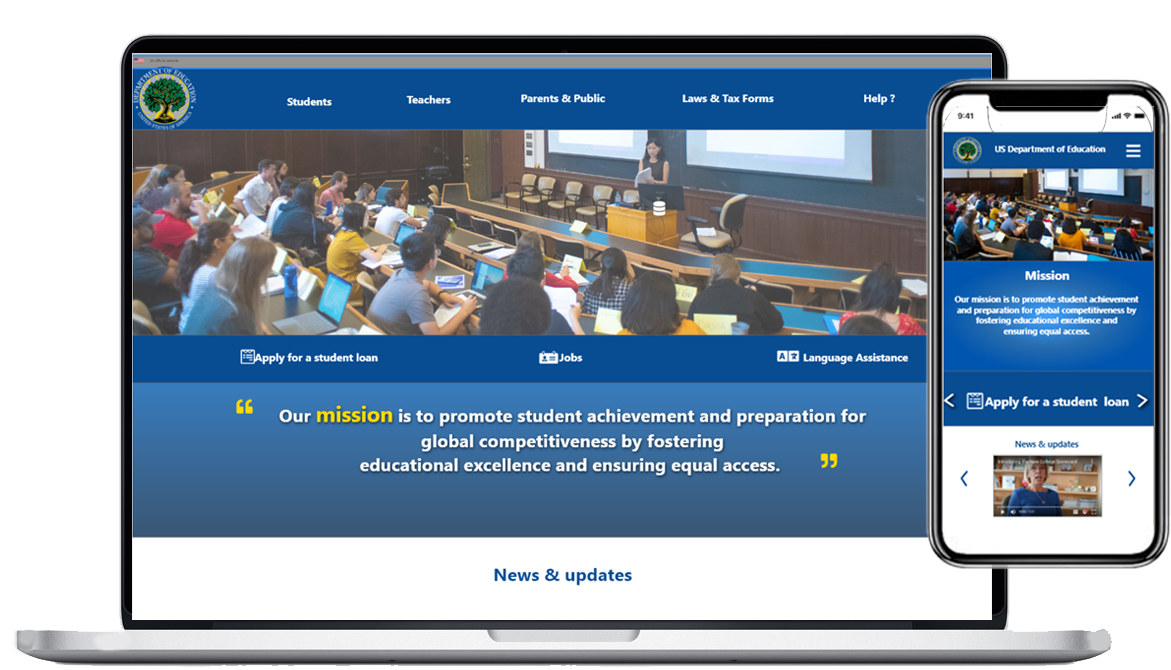 DEPARTMENT OF EDUCATION
UNITED STATES OF AMERICA
Students
Teachers
Parents & Public
Laws & Tax Forms
Help ?
Apply for a student loan
Jobs
Language Assistance
“ Our mission is to promote student achievement and preparation for
global competitiveness by fostering
educational excellence and ensuring equal access. ”
News & updates
9:41
US Department of Education
Mission
Our mission is to promote student achievement
and preparation for global competitiveness by
fostering educational excellence and
ensuring equal access.
< Apply for a student loan >
News & updates